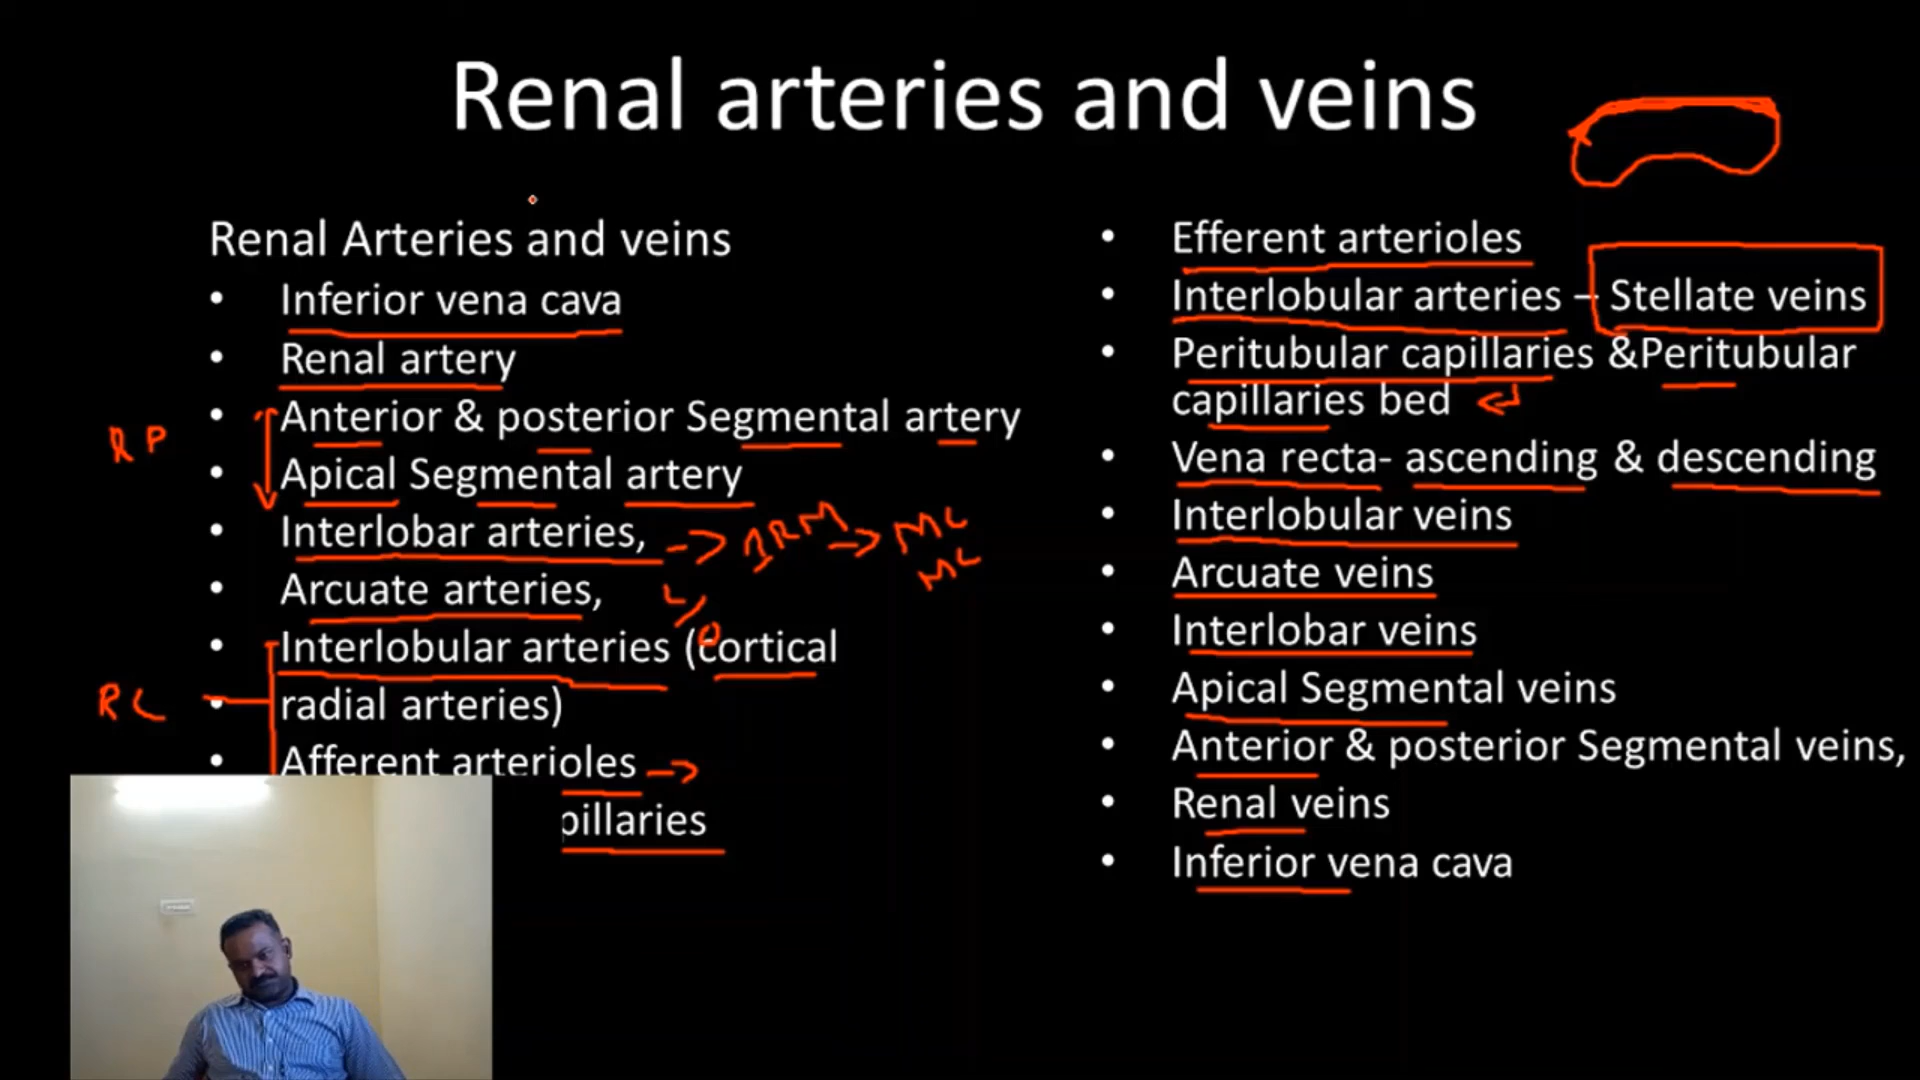 Renal arteries and veins
Renal Arteries and veins
• Inferior vena cava
• Renal artery
RP
• Anterior & posterior Segmental artery
• Apical Segmental artery
• Interlobar arteries,
MC
MC
• Arcuate arteries,
• Interlobular arteries (cortical
RC
• radial arteries)
• Afferent arterioles
pillaries
• Efferent arterioles
• Interlobular arteries – Stellate veins
• Peritubular capillaries &Peritubular
capillaries bed
• Vena recta- ascending & descending
• Interlobular veins
• Arcuate veins
• Interlobar veins
• Apical Segmental veins
• Anterior & posterior Segmental veins,
• Renal veins
• Inferior vena cava